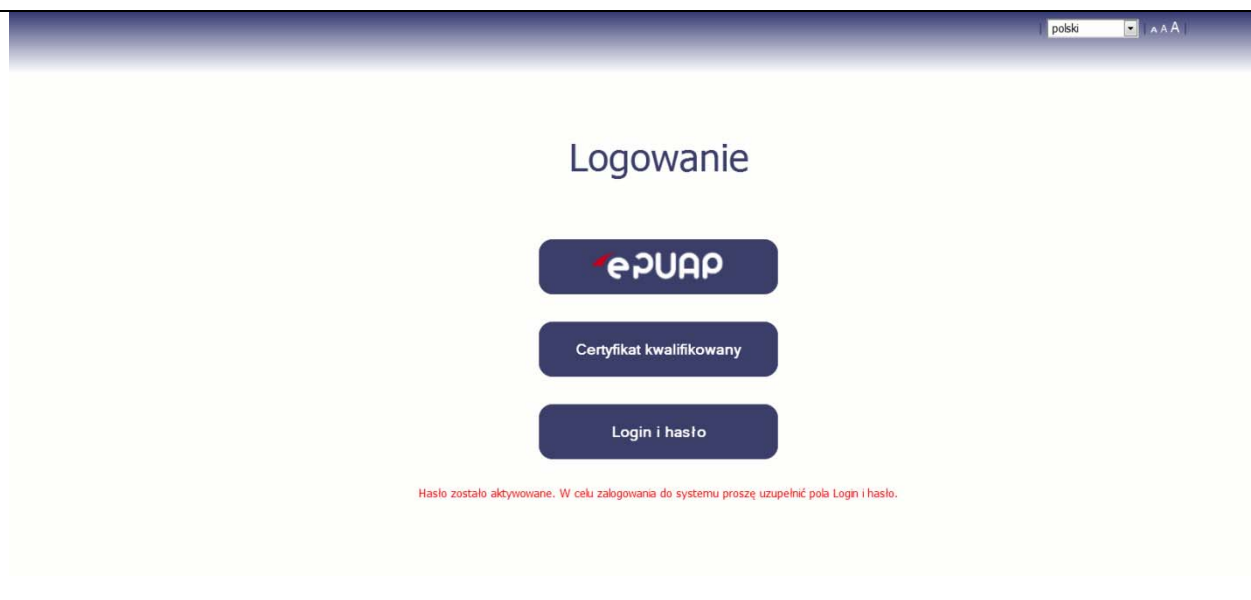 polski
A A A
Logowanie
ePUAP
Certyfikat kwalifikowany
Login i hasło
Hasło zostało aktywowane. W celu zalogowania do systemu proszę uzupełnić pola Login i hasło.